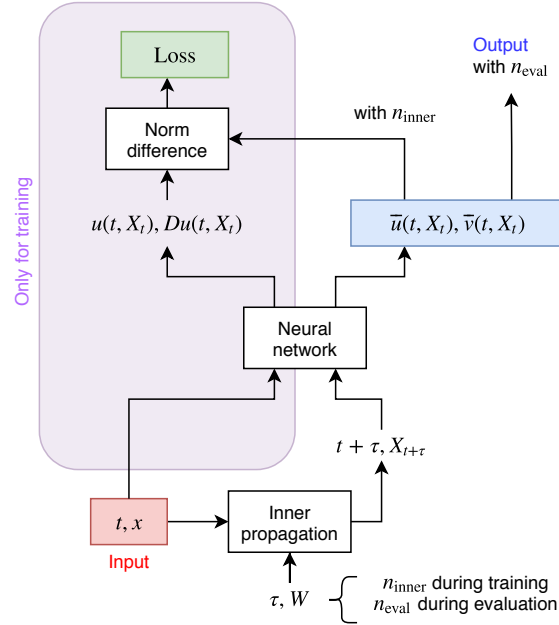 Loss
Output
with n_eval
with n_inner
Norm
difference
Only for training
u(t, X_t), Du(t, X_t)
u̅(t, X_t), v̅(t, X_t)
Neural
network
t + τ, X_{t+τ}
t, x
Inner
propagation
Input
τ, W
n_inner during training
n_eval during evaluation